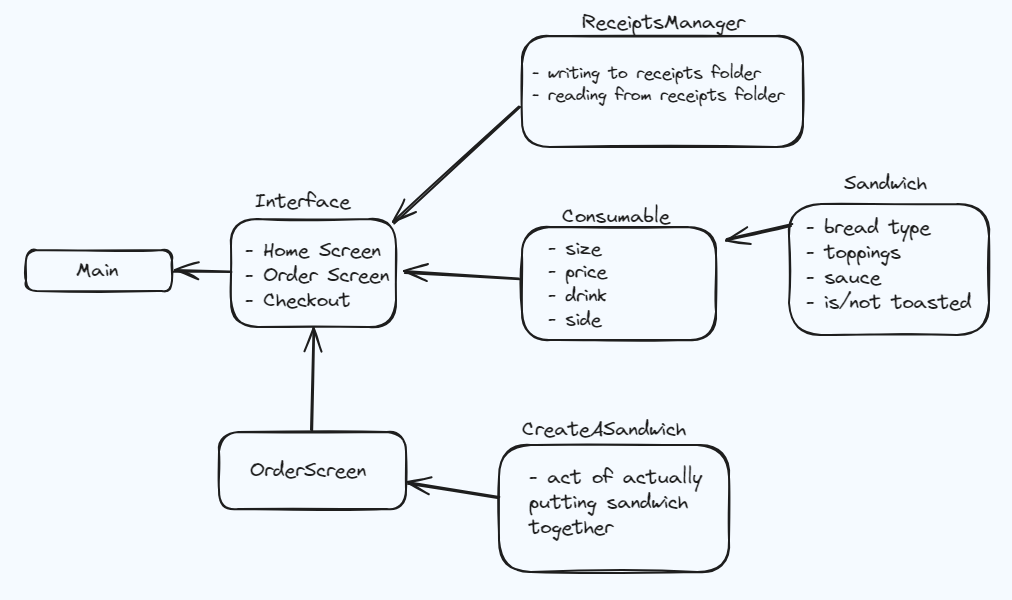 ReceiptsManager
- writing to receipts folder
- reading from receipts folder
Interface
- Home Screen
- Order Screen
- Checkout
Main
Consumable
- size
- price
- drink
- side
Sandwich
- bread type
- toppings
- sauce
- is/not toasted
OrderScreen
CreateASandwich
- act of actually
putting sandwich
together